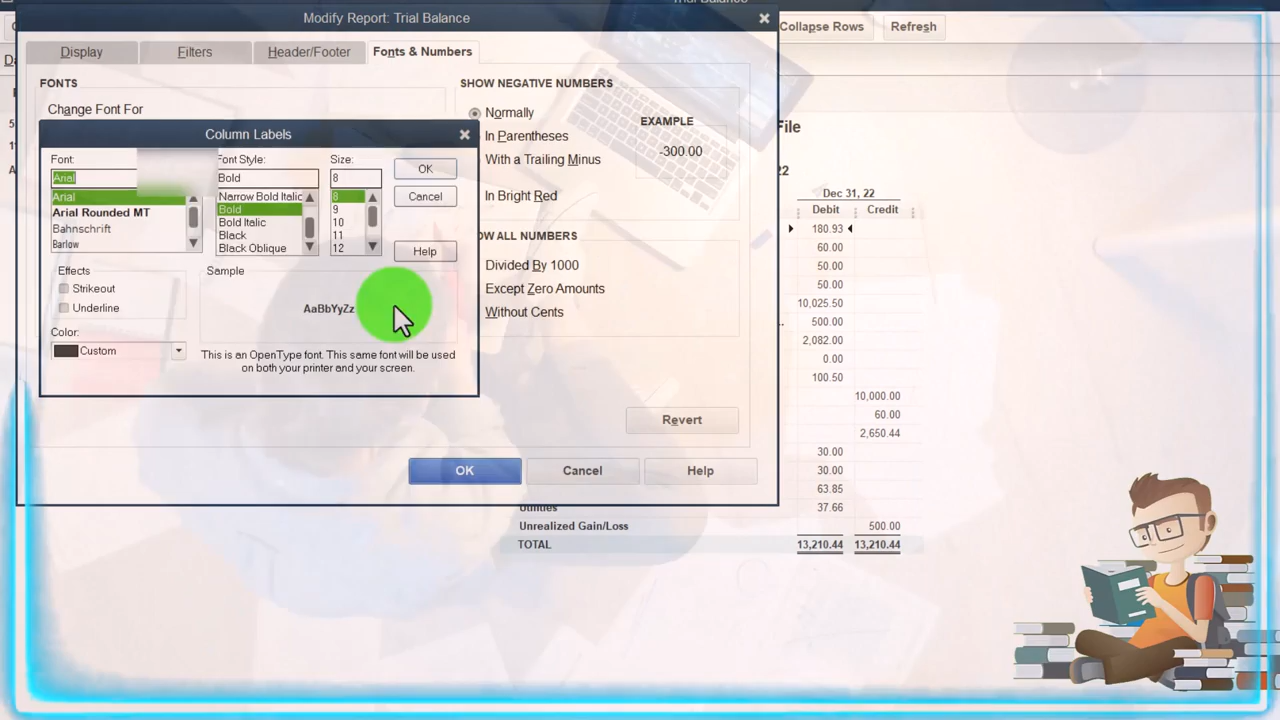 Modify Report: Trial Balance
Collapse Rows
Refresh
Display
Filters
Header/Footer
Fonts & Numbers
FONTS
Change Font For
SHOW NEGATIVE NUMBERS
Normally
In Parentheses
With a Trailing Minus
In Bright Red
EXAMPLE
-300.00
Column Labels
Font:
Font Style:
Size:
Arial
Bold
8
OK
Cancel
Help
Arial
Arial Rounded MT
Bahnschrift
Barlow
Narrow Bold Italic
Bold
Bold Italic
Black
Black Oblique
8
9
10
11
12
Effects
Strikeout
Underline
Sample
AaBbYyZz
Color:
Custom
This is an OpenType font. This same font will be used
on both your printer and your screen.
OW ALL NUMBERS
Divided By 1000
Except Zero Amounts
Without Cents
Revert
OK
Cancel
Help
File
22
Dec 31, 22
Debit Credit
180.93
60.00
50.00
50.00
10,025.50
500.00
2,082.00
0.00
100.50
10,000.00
60.00
2,650.44
30.00
30.00
63.85
Utilities 37.66
Unrealized Gain/Loss 500.00
TOTAL 13,210.44 13,210.44